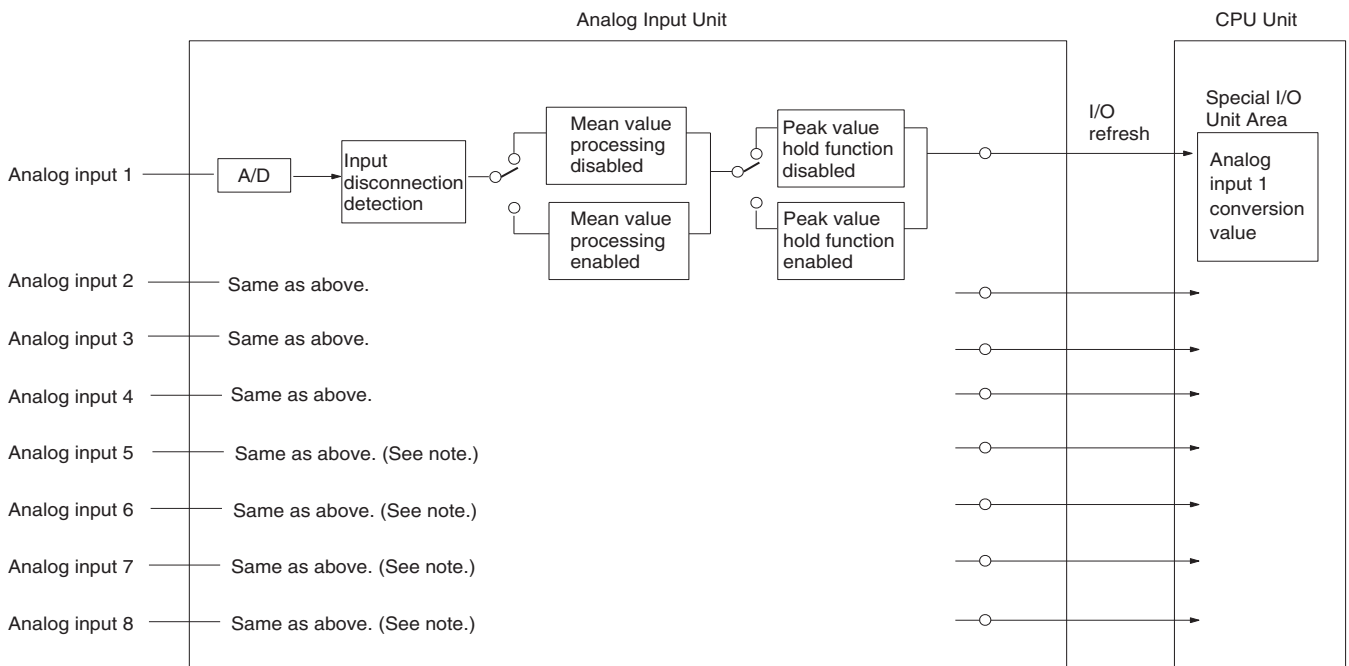 Analog Input Unit
CPU Unit
Analog input 1
A/D
Input
disconnection
detection
Mean value
processing
disabled
Mean value
processing
enabled
Peak value
hold function
disabled
Peak value
hold function
enabled
I/O
refresh
Special I/O
Unit Area
Analog
input 1
conversion
value
Analog input 2
Same as above.
Analog input 3
Same as above.
Analog input 4
Same as above.
Analog input 5
Same as above. (See note.)
Analog input 6
Same as above. (See note.)
Analog input 7
Same as above. (See note.)
Analog input 8
Same as above. (See note.)